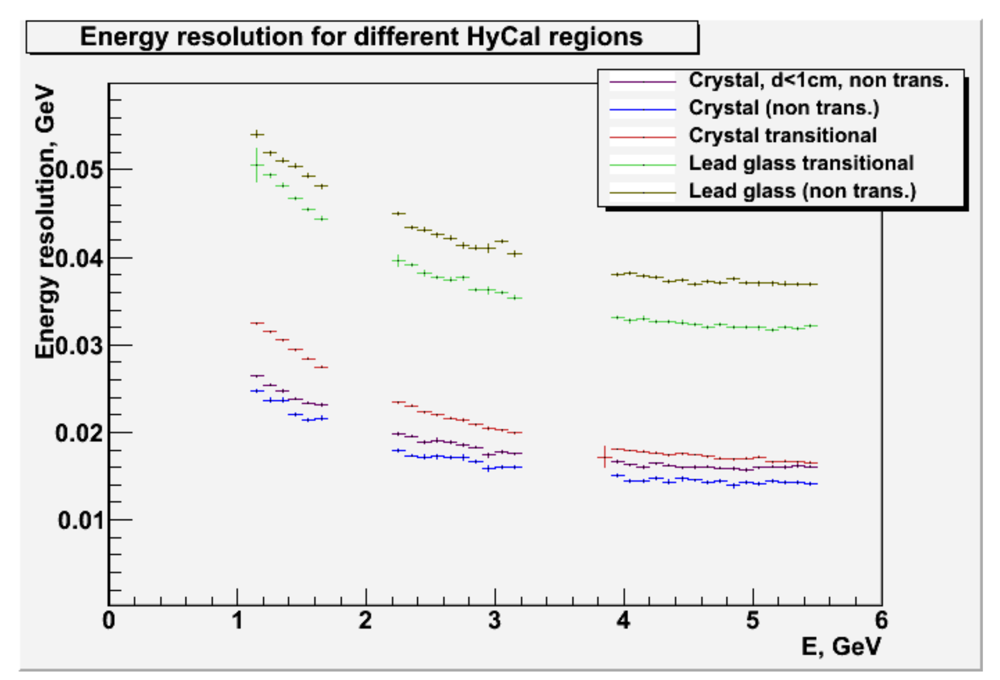 Energy resolution for different HyCal regions
Crystal, d<1cm, non trans.
Crystal (non trans.)
Crystal transitional
Lead glass transitional
Lead glass (non trans.)
Energy resolution, GeV
0.05
0.04
0.03
0.02
0.01
0 1 2 3 4 5 6
E, GeV